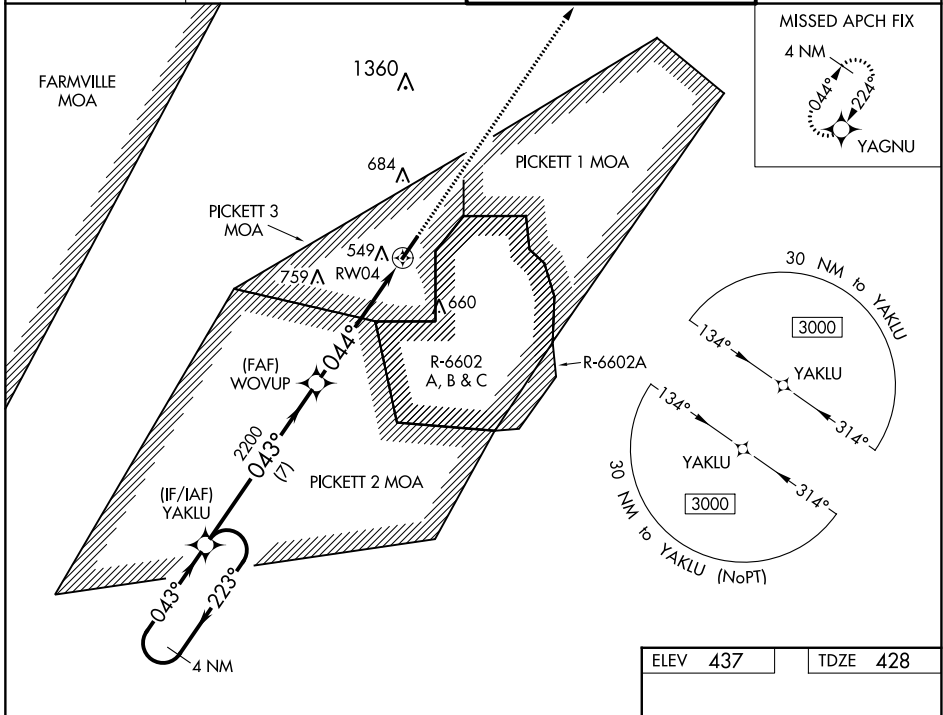 MISSED APCH FIX
4 NM
044°
224°
YAGNU
FARMVILLE
MOA
1360
684
PICKETT 1 MOA
PICKETT 3
MOA
549
759
RW04
660
044°
(FAF)
WOVUP
R-6602
A, B & C
R-6602A
2200
043°
(7)
PICKETT 2 MOA
(IF/IAF)
YAKLU
043°
223°
4 NM
30 NM to YAKLU
134°
3000
YAKLU
314°
134°
YAKLU
314°
3000
30 NM to YAKLU (NoPT)
ELEV 437
TDZE 428